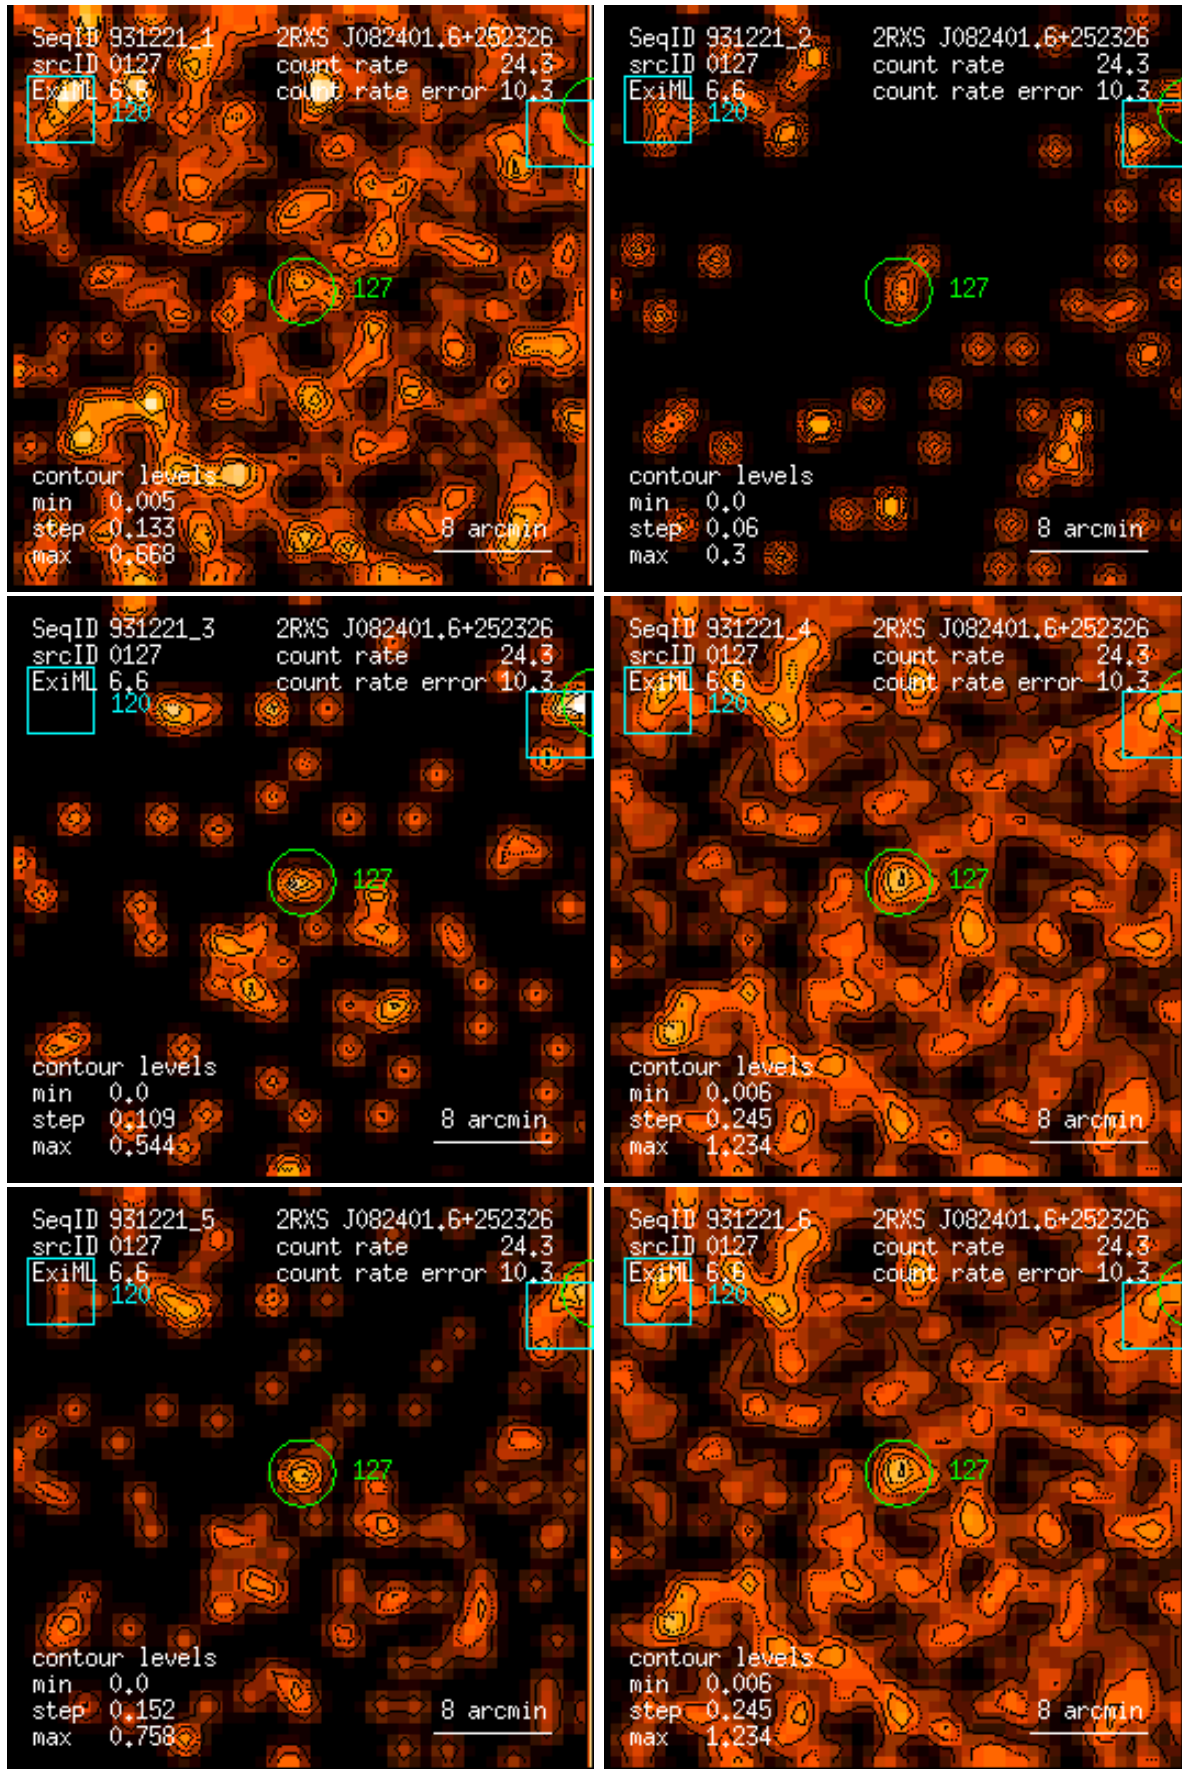 SeqID 931221_1 2RXS J082401.6+252326
srcID 0127 count rate 24.3
ExiML 6.6 count rate error 10.3
120
127
contour levels
min 0.005
step 0.133
max 0.668
8 arcmin
SeqID 931221_2 2RXS J082401.6+252326
srcID 0127 count rate 24.3
ExiML 6.6 count rate error 10.3
120
127
contour levels
min 0.0
step 0.06
max 0.3
8 arcmin
SeqID 931221_3 2RXS J082401.6+252326
srcID 0127 count rate 24.3
ExiML 6.6 count rate error 10.3
120
127
contour levels
min 0.0
step 0.109
max 0.544
8 arcmin
SeqID 931221_4 2RXS J082401.6+252326
srcID 0127 count rate 24.3
ExiML 6.6 count rate error 10.3
120
127
contour levels
min 0.006
step 0.245
max 1.234
8 arcmin
SeqID 931221_5 2RXS J082401.6+252326
srcID 0127 count rate 24.3
ExiML 6.6 count rate error 10.3
120
127
contour levels
min 0.0
step 0.152
max 0.758
8 arcmin
SeqID 931221_6 2RXS J082401.6+252326
srcID 0127 count rate 24.3
ExiML 6.6 count rate error 10.3
120
127
contour levels
min 0.006
step 0.245
max 1.234
8 arcmin